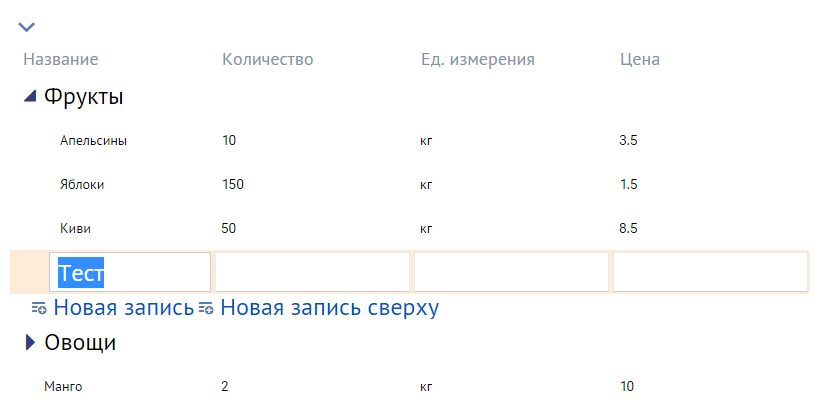 Название Количество Ед. измерения Цена
Фрукты
Апельсины 10 кг 3.5
Яблоки 150 кг 1.5
Киви 50 кг 8.5
Тест
Новая запись Новая запись сверху
Овощи
Манго 2 кг 10